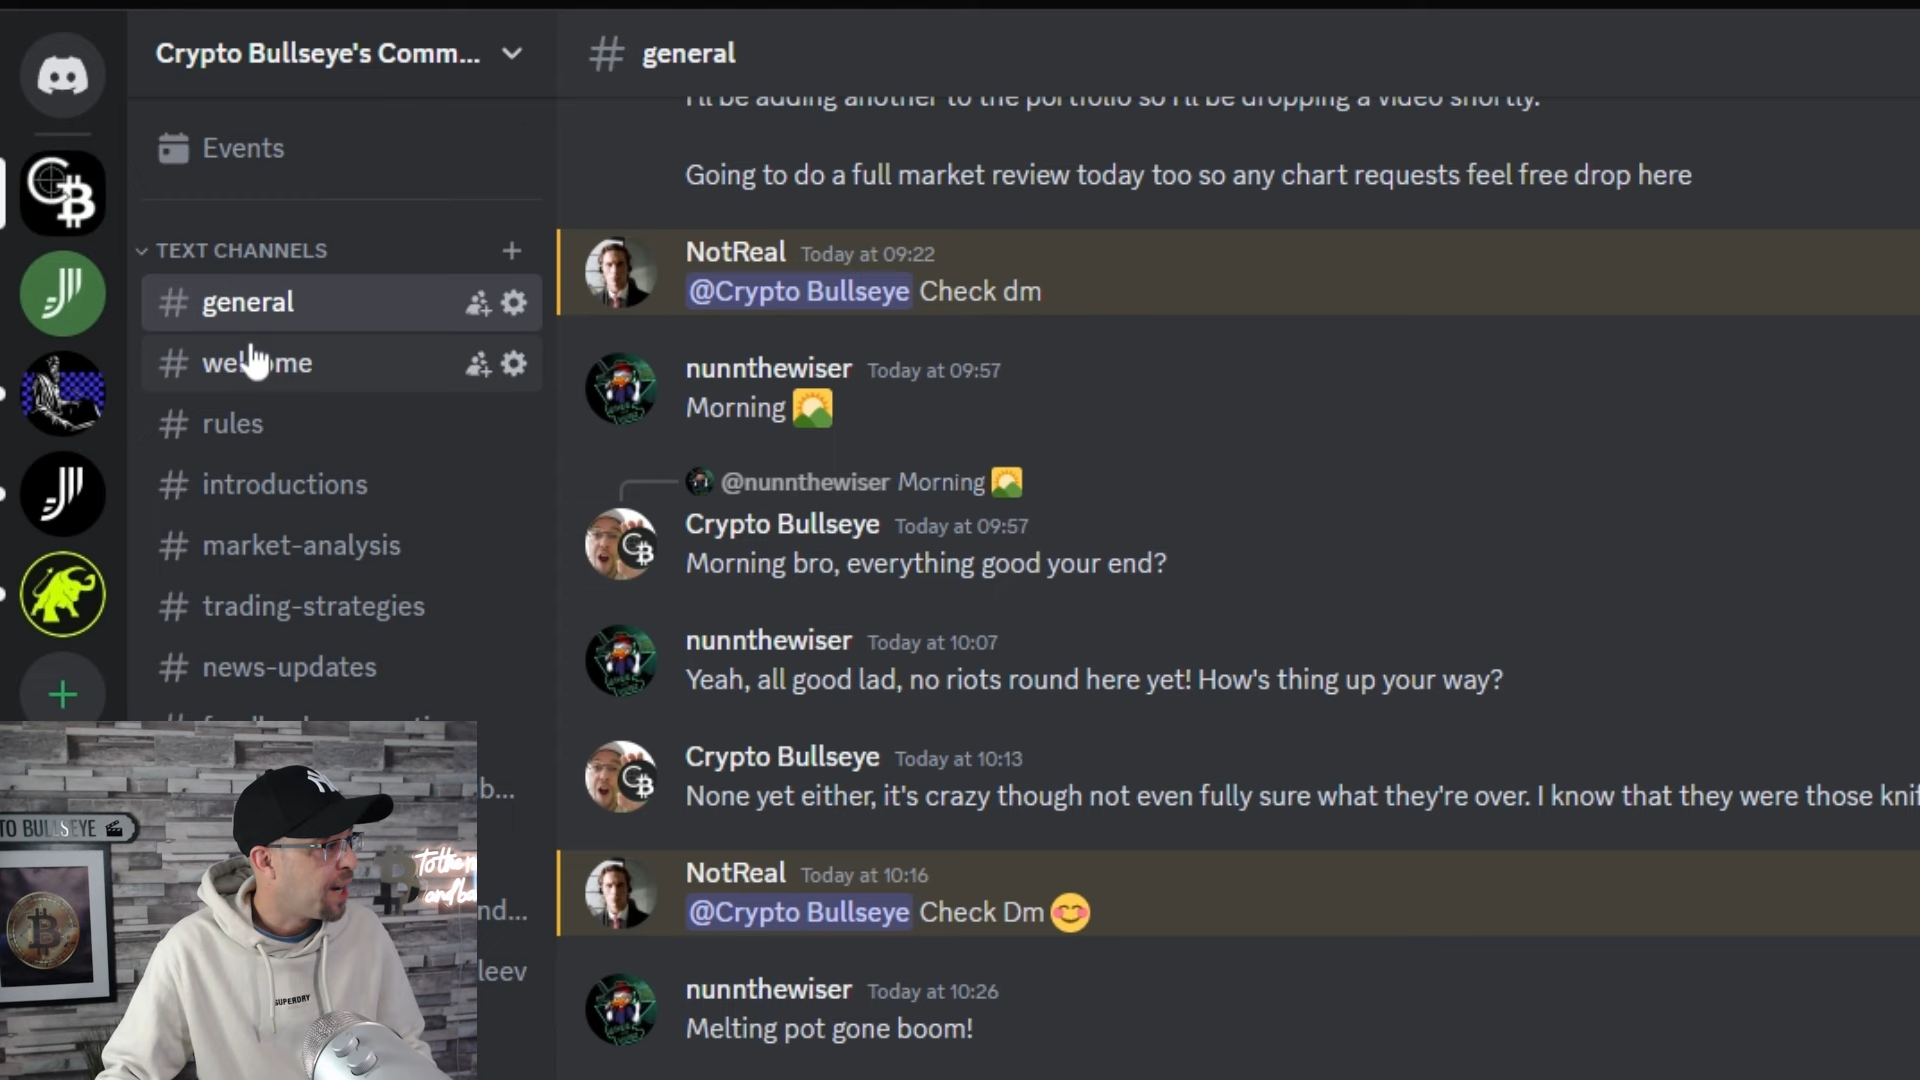 Crypto Bullseye's Comm...
general
Events
TEXT CHANNELS
general
welcome
rules
introductions
market-analysis
trading-strategies
news-updates
b...
nd...
leev
I'll be adding another to the portfolio so I'll be dropping a video shortly.
Going to do a full market review today too so any chart requests feel free drop here
NotReal Today at 09:22
@Crypto Bullseye Check dm
nunnthewiser Today at 09:57
Morning
@nunnthewiser Morning
Crypto Bullseye Today at 09:57
Morning bro, everything good your end?
nunnthewiser Today at 10:07
Yeah, all good lad, no riots round here yet! How's thing up your way?
Crypto Bullseye Today at 10:13
None yet either, it's crazy though not even fully sure what they're over. I know that they were those knif
NotReal Today at 10:16
@Crypto Bullseye Check Dm 😊
nunnthewiser Today at 10:26
Melting pot gone boom!
TO BULLSEYE
SUPERDRY